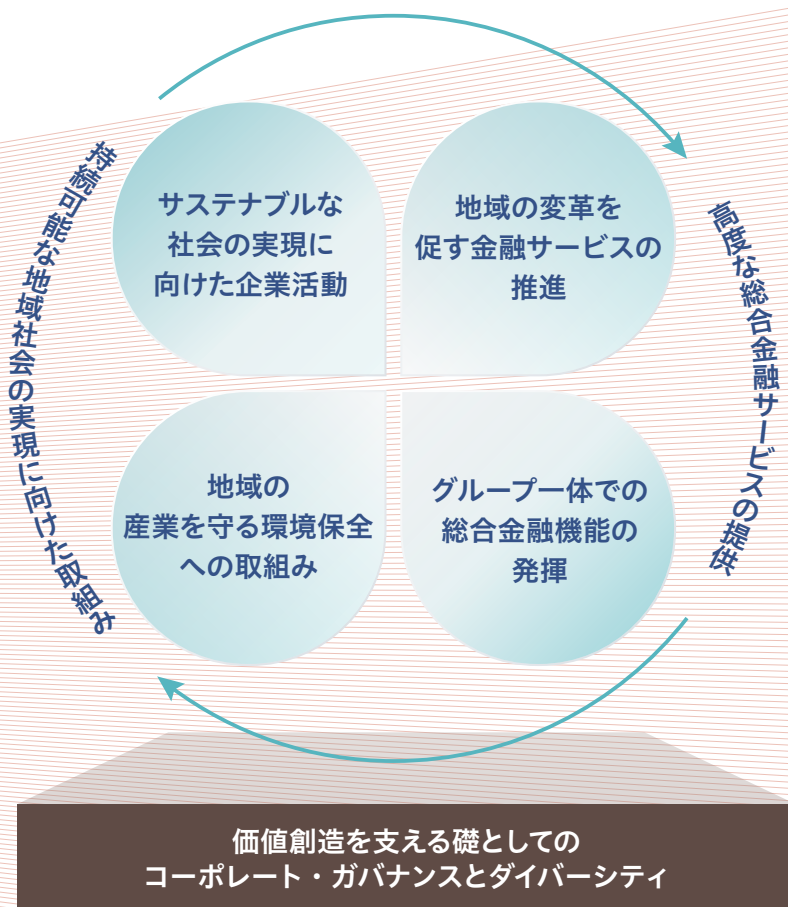 持続可能な地域社会の実現に向けた取組み
サステナブルな
社会の実現に
向けた企業活動
地域の変革を
促す金融サービスの
推進
高度な総合金融サービスの提供
地域の
産業を守る環境保全
への取組み
グループ一体での
総合金融機能の
発揮
価値創造を支える礎としての
コーポレート・ガバナンスとダイバーシティ